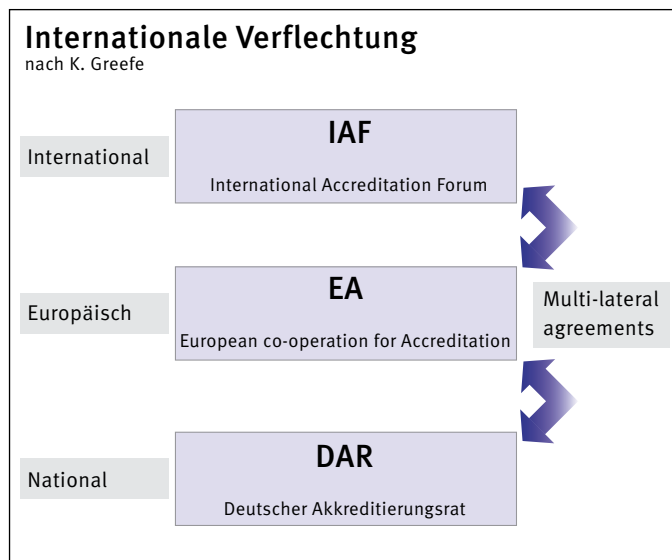 Internationale Verflechtung
nach K. Greefe
IAF
International
International Accreditation Forum
EA
Europäisch
European co-operation for Accreditation
Multi-lateral
agreements
DAR
National
Deutscher Akkreditierungsrat